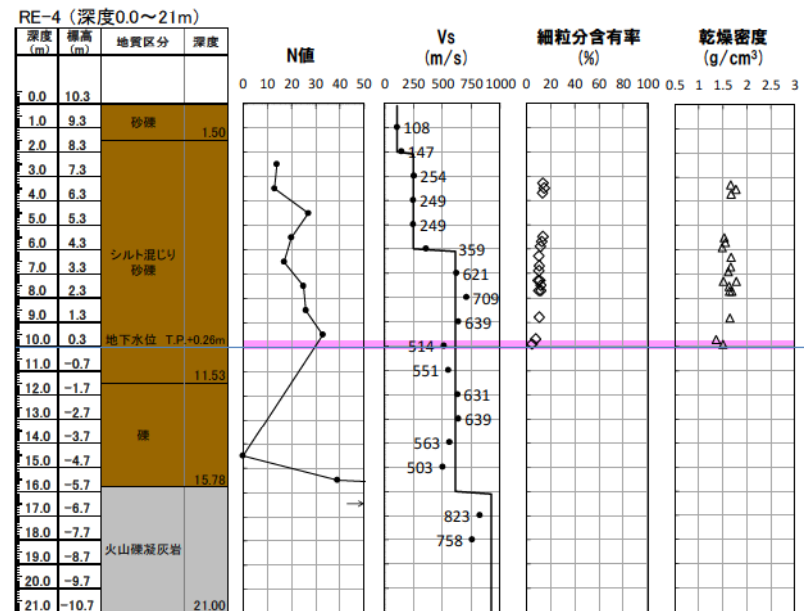 RE-4 (深度0.0～21m)
深度 標高 地質区分 深度
(m) (m)
N値
Vs
(m/s)
細粒分含有率
(%)
乾燥密度
(g/cm³)
0 10 20 30 40 50
0 250 500 750 1000
0 20 40 60 80 100
0.5 1 1.5 2 2.5 3
0.0 10.3
1.0 9.3
砂礫
1.50
108
2.0 8.3
147
3.0 7.3
254
4.0 6.3
249
5.0 5.3
249
6.0 4.3
359
シルト混じり
砂礫
7.0 3.3
621
8.0 2.3
709
9.0 1.3
639
10.0 0.3
地下水位 T.P.+0.26m
514
11.0 -0.7
551
11.53
12.0 -1.7
631
13.0 -2.7
639
14.0 -3.7
礫
563
15.0 -4.7
503
15.78
16.0 -5.7
17.0 -6.7
→
823
18.0 -7.7
758
火山礫凝灰岩
19.0 -8.7
20.0 -9.7
21.0 -10.7
21.00